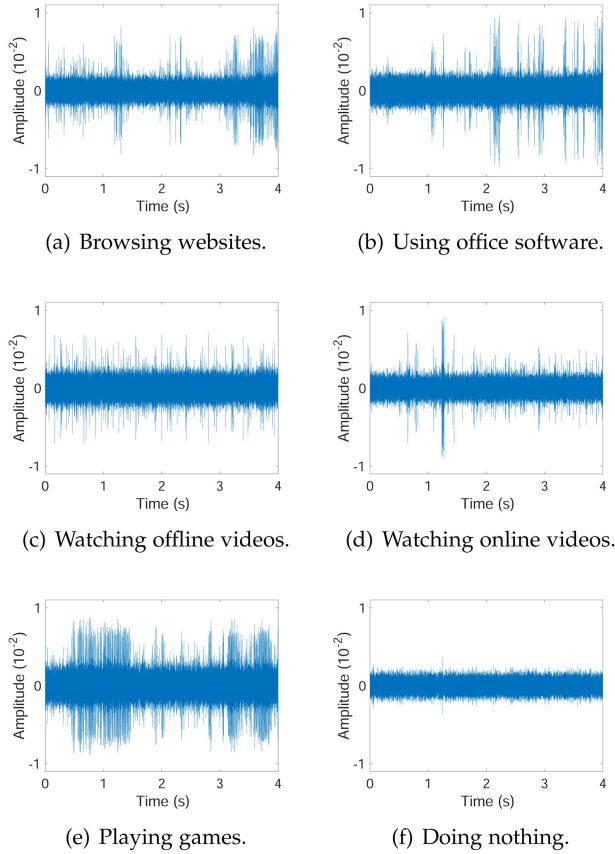 1
0
-1
Amplitude (10-2)
0 1 2 3 4
Time (s)
(a) Browsing websites.
1
0
-1
Amplitude (10-2)
0 1 2 3 4
Time (s)
(b) Using office software.
1
0
-1
Amplitude (10-2)
0 1 2 3 4
Time (s)
(c) Watching offline videos.
1
0
-1
Amplitude (10-2)
0 1 2 3 4
Time (s)
(d) Watching online videos.
1
0
-1
Amplitude (10-2)
0 1 2 3 4
Time (s)
(e) Playing games.
1
0
-1
Amplitude (10-2)
0 1 2 3 4
Time (s)
(f) Doing nothing.